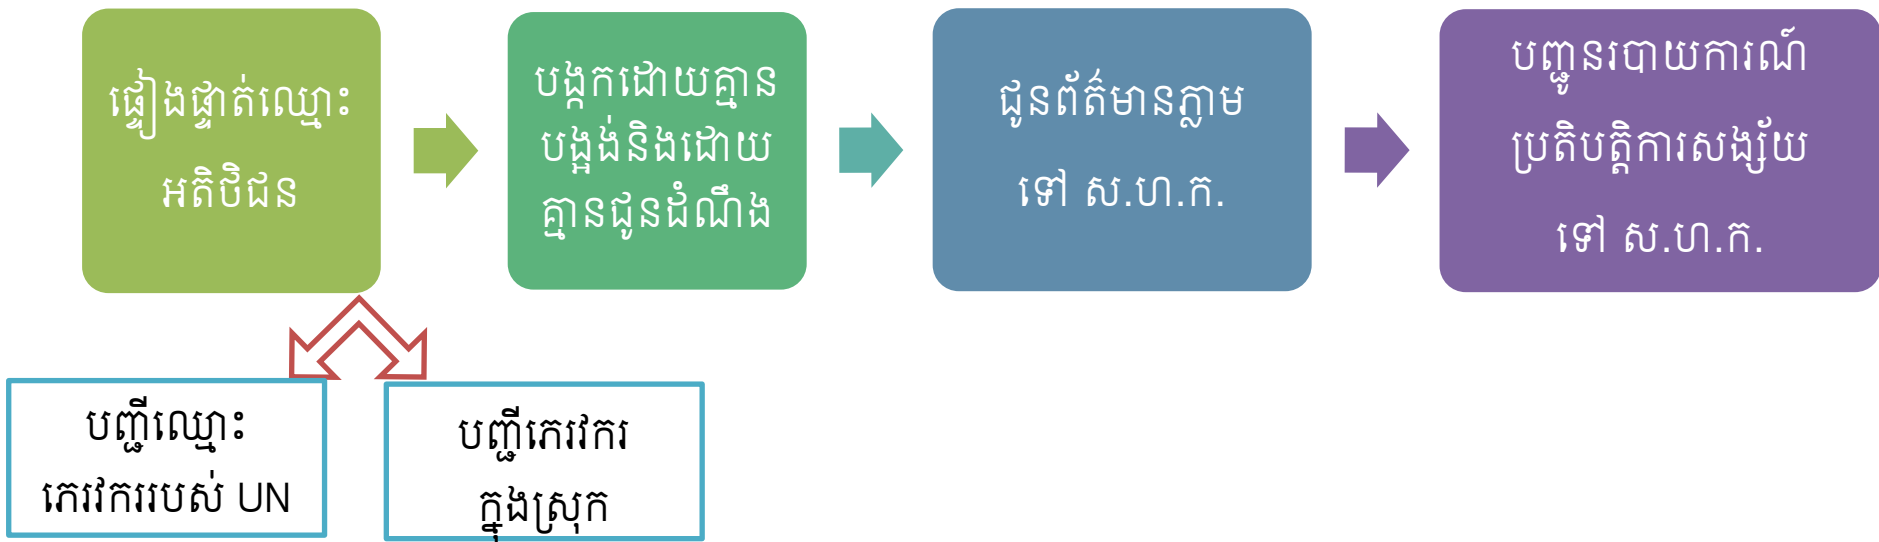 ផ្ទៀងផ្ទាត់ឈ្មោះ
អតិថិជន
បង្កកដោយគ្មាន
បង្អង់និងដោយ
គ្មានជូនដំណឹង
ជូនព័ត៌មានភ្លាម
ទៅ ស.ហ.ក.
បញ្ជូនរបាយការណ៍
ប្រតិបត្តិការសង្ស័យ
ទៅ ស.ហ.ក.
បញ្ជីឈ្មោះ
ភេរវកររបស់ UN
បញ្ជីភេរវករ
ក្នុងស្រុក